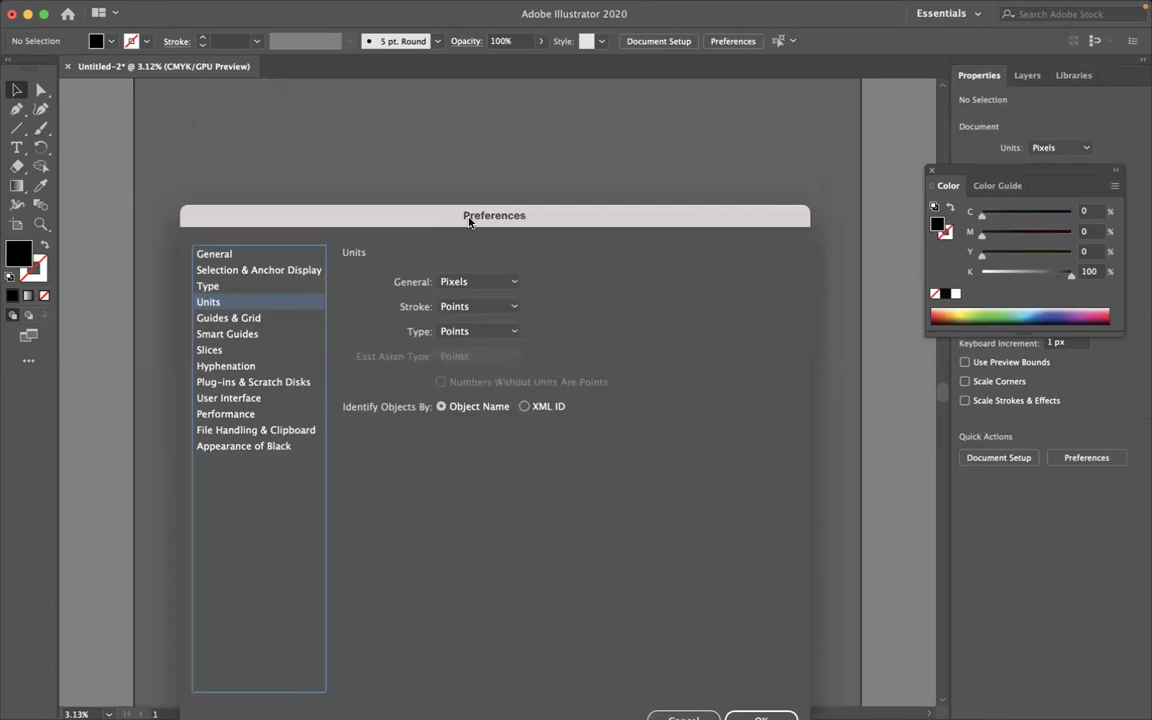 Adobe Illustrator 2020
Essentials
Search Adobe Stock
No Selection
Stroke:
5 pt. Round
Opacity:
100%
Style:
Document Setup
Preferences
× Untitled-2* @ 3.12% (CMYK/GPU Preview)
Properties
Layers
Libraries
No Selection
Document
Units:
Pixels
Color
Color Guide
C
0
%
M
0
%
Y
0
%
K
100
%
Keyboard Increment:
1 px
Use Preview Bounds
Scale Corners
Scale Strokes & Effects
Quick Actions
Document Setup
Preferences
Preferences
General
Selection & Anchor Display
Type
Units
Guides & Grid
Smart Guides
Slices
Hyphenation
Plug-ins & Scratch Disks
User Interface
Performance
File Handling & Clipboard
Appearance of Black
Units
General:
Pixels
Stroke:
Points
Type:
Points
East Asian Type
Points
Numbers Without Units Are Points
Identify Objects By:
Object Name
XML ID
Cancel
OK
3.13%
1